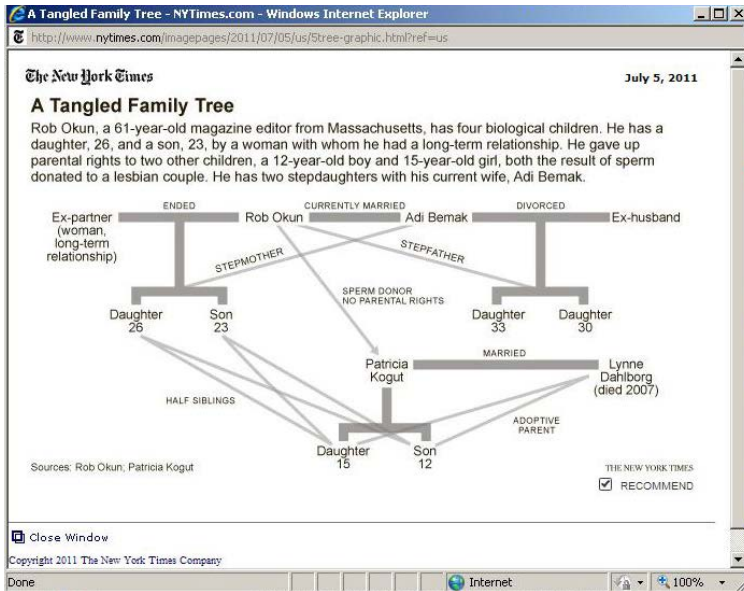 A Tangled Family Tree - NYTimes.com - Windows Internet Explorer
http://www.nytimes.com/imagepages/2011/07/05/us/5tree-graphic.html?ref=us
The New York Times
July 5, 2011
A Tangled Family Tree
Rob Okun, a 61-year-old magazine editor from Massachusetts, has four biological children. He has a
daughter, 26, and a son, 23, by a woman with whom he had a long-term relationship. He gave up
parental rights to two other children, a 12-year-old boy and 15-year-old girl, both the result of sperm
donated to a lesbian couple. He has two stepdaughters with his current wife, Adi Bemak.
ENDED
CURRENTLY MARRIED
DIVORCED
Ex-partner
(woman,
long-term
relationship)
Rob Okun
Adi Bemak
Ex-husband
STEPMOTHER
STEPFATHER
SPERM DONOR
NO PARENTAL RIGHTS
Daughter
26
Son
23
Daughter
33
Daughter
30
Patricia
Kogut
MARRIED
Lynne
Dahlborg
(died 2007)
HALF SIBLINGS
ADOPTIVE
PARENT
Daughter
15
Son
12
Sources: Rob Okun; Patricia Kogut
THE NEW YORK TIMES
RECOMMEND
Close Window
Copyright 2011 The New York Times Company
Done
Internet
100%